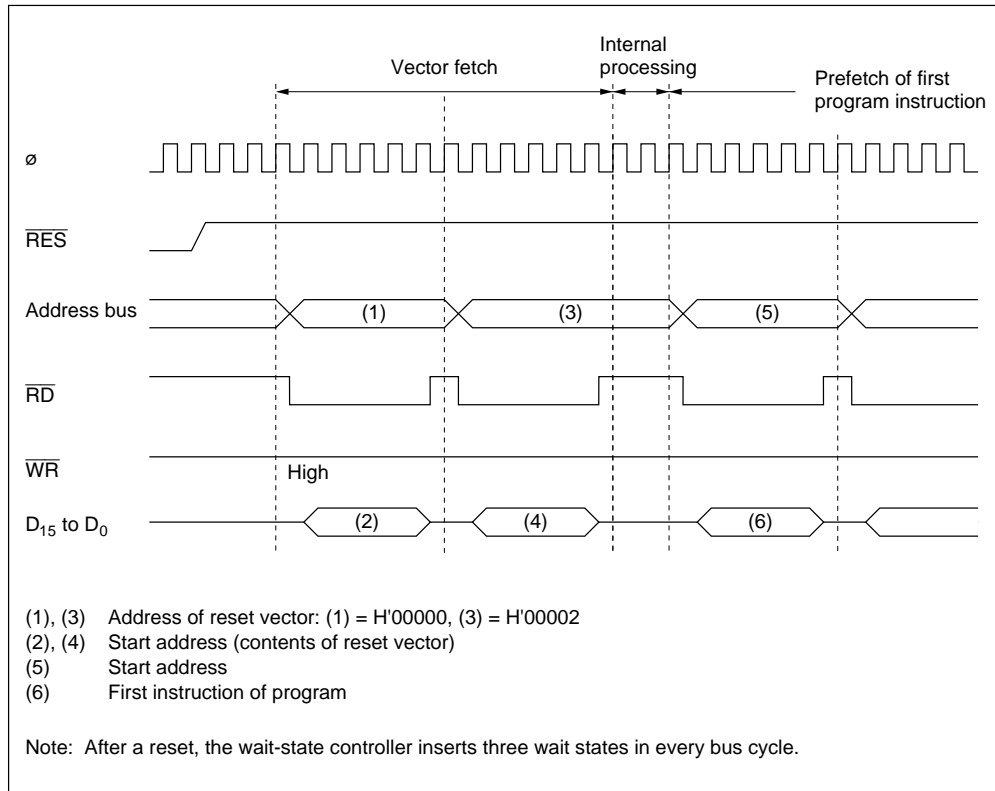 Vector fetch
Internal
processing
Prefetch of first
program instruction
ø
RES
Address bus
(1)
(3)
(5)
RD
WR
High
D15 to D0
(2)
(4)
(6)
(1), (3) Address of reset vector: (1) = H'00000, (3) = H'00002
(2), (4) Start address (contents of reset vector)
(5) Start address
(6) First instruction of program
Note: After a reset, the wait-state controller inserts three wait states in every bus cycle.